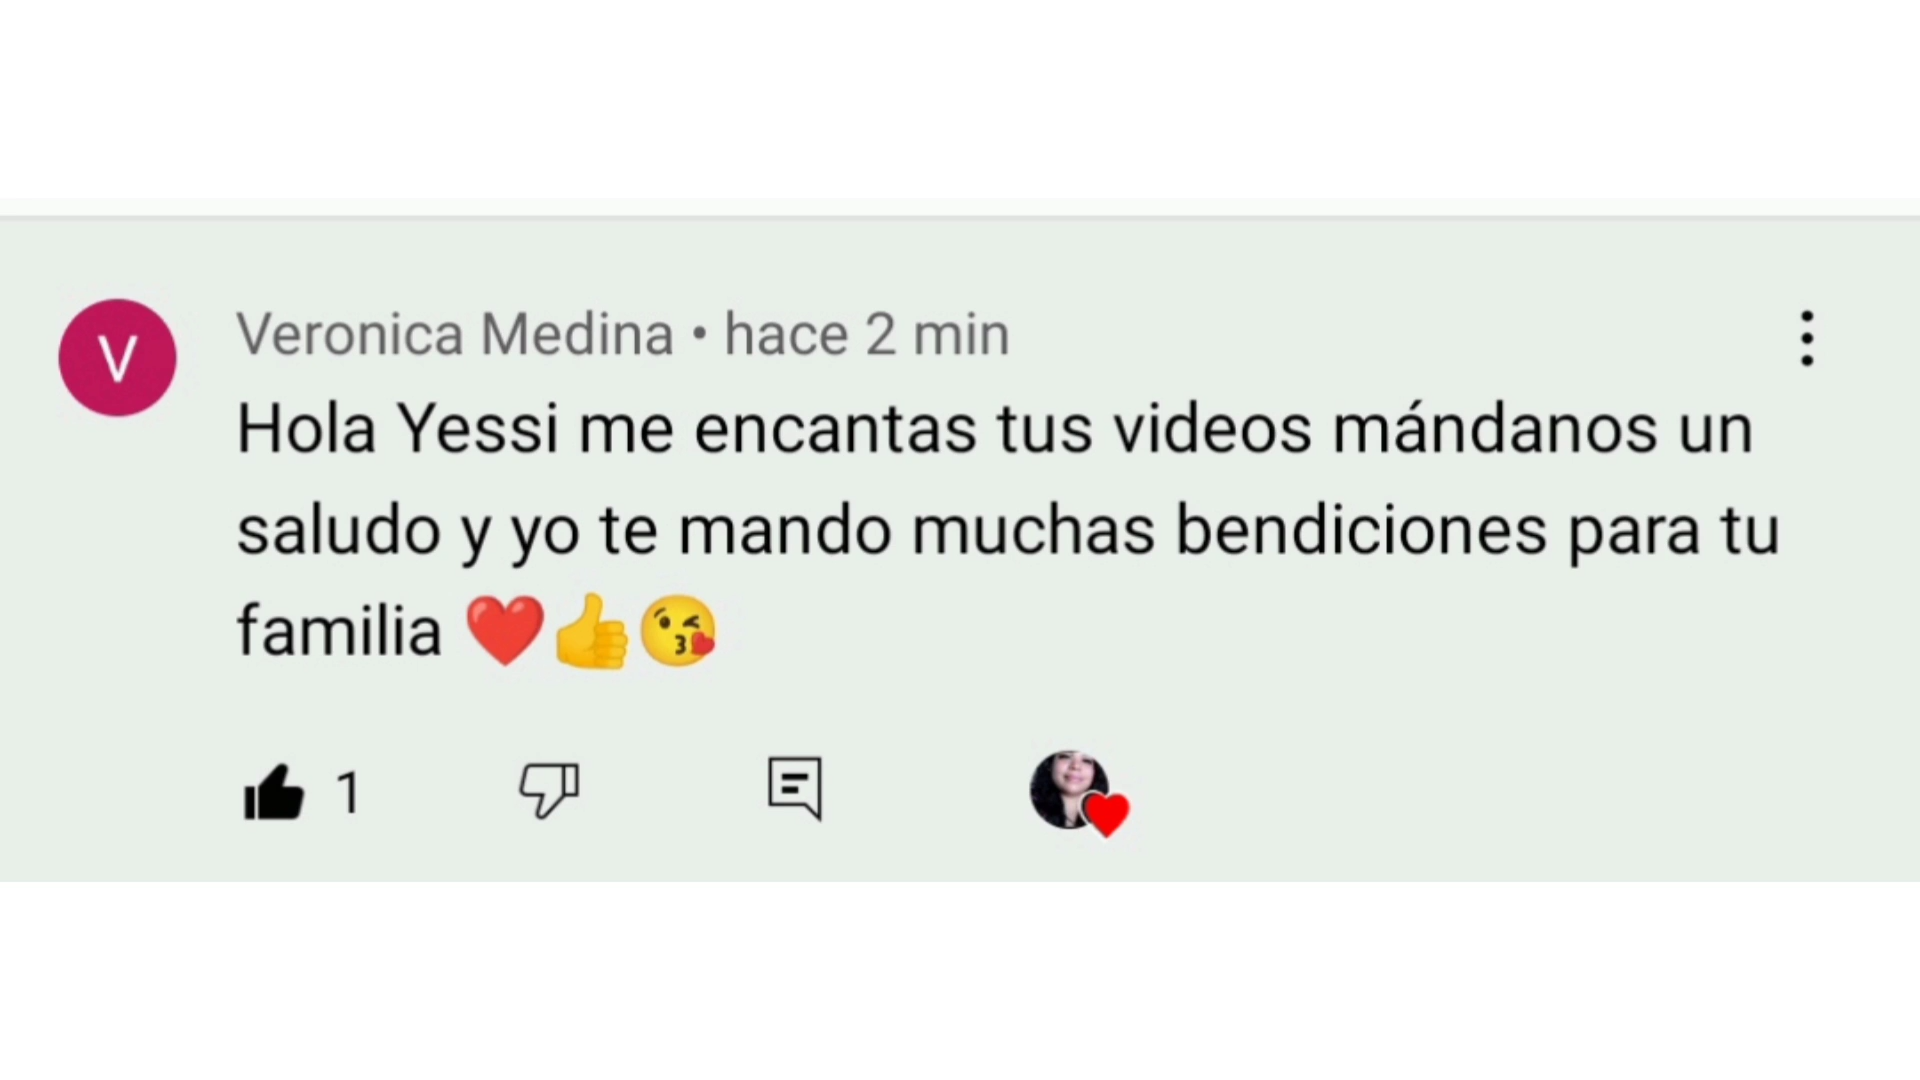 V
Veronica Medina • hace 2 min
Hola Yessi me encantas tus videos mándanos un
saludo y yo te mando muchas bendiciones para tu
familia ❤️👍😘
1